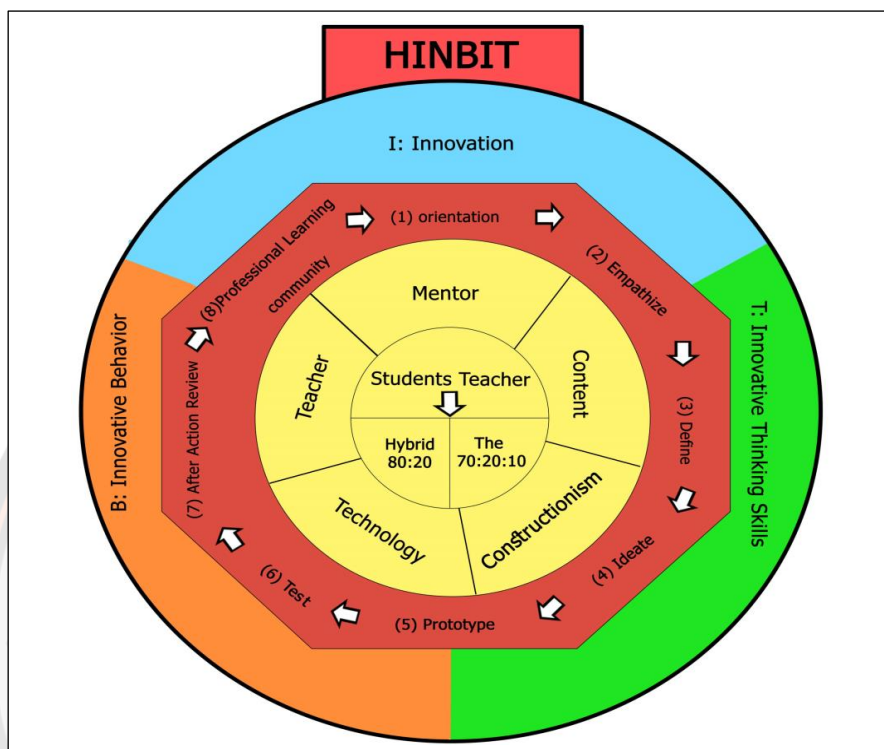 HINBIT
I: Innovation
(1) orientation
(2) Empathize
(3) Define
(4) Ideate
(5) Prototype
(6) Test
(7) After Action Review
(8)Professional Learning
community
T: Innovative Thinking Skills
B: Innovative Behavior
Mentor
Content
Constructionism
Technology
Teacher
Students Teacher
Hybrid
80:20
The
70:20:10